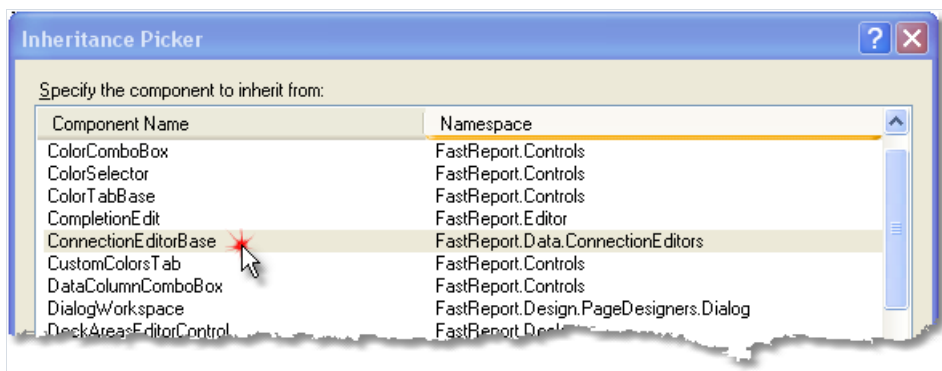 Inheritance Picker
Specify the component to inherit from:
Component Name Namespace
ColorComboBox FastReport.Controls
ColorSelector FastReport.Controls
ColorTabBase FastReport.Controls
CompletionEdit FastReport.Editor
ConnectionEditorBase FastReport.Data.ConnectionEditors
CustomColorsTab FastReport.Controls
DataColumnComboBox FastReport.Controls
DialogWorkspace FastReport.Design.PageDesigners.Dialog
DeckAreasEditorControl